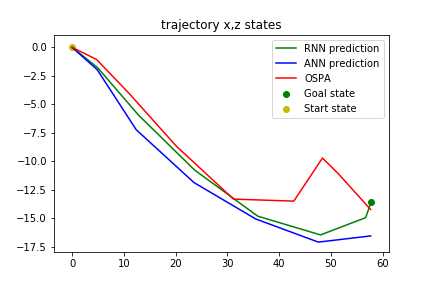 trajectory x,z states
RNN prediction
ANN prediction
OSPA
Goal state
Start state
0.0
−2.5
−5.0
−7.5
−10.0
−12.5
−15.0
−17.5
0 10 20 30 40 50 60